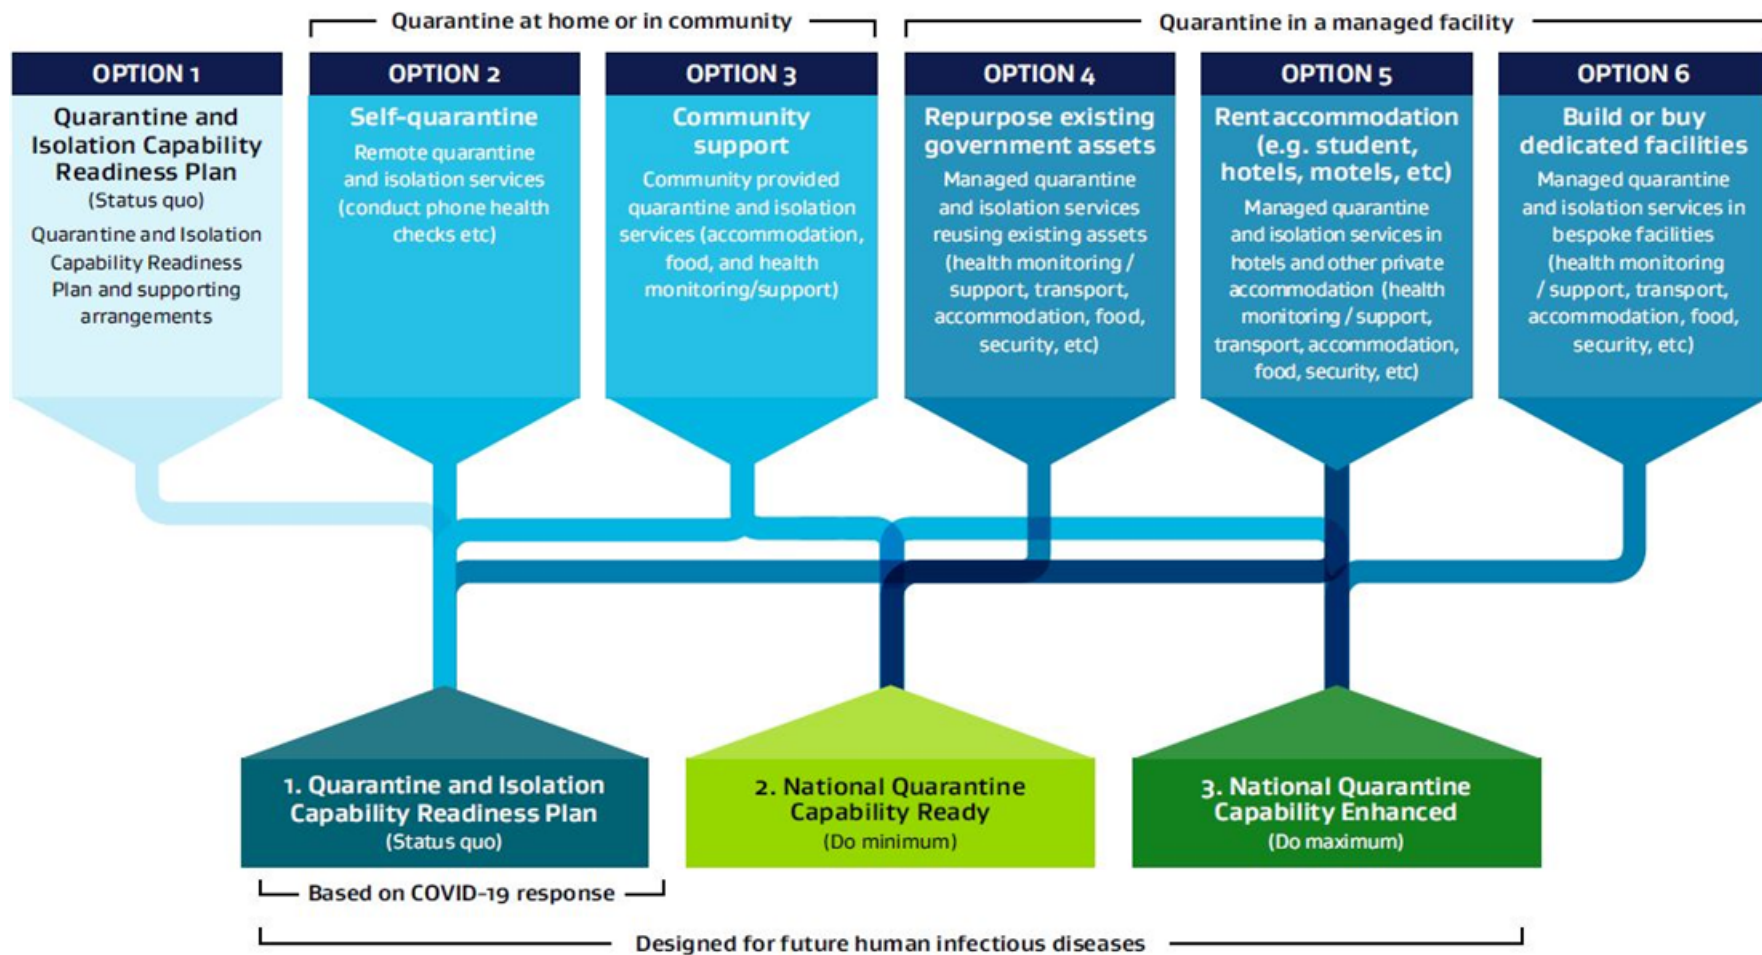 Quarantine at home or in community
Quarantine in a managed facility
OPTION 1
Quarantine and
Isolation Capability
Readiness Plan
(Status quo)
Quarantine and Isolation
Capability Readiness
Plan and supporting
arrangements
OPTION 2
Self-quarantine
Remote quarantine
and isolation services
(conduct phone health
checks etc)
OPTION 3
Community
support
Community provided
quarantine and isolation
services (accommodation,
food, and health
monitoring/support)
OPTION 4
Repurpose existing
government assets
Managed quarantine
and isolation services
reusing existing assets
(health monitoring /
support, transport,
accommodation, food,
security, etc)
OPTION 5
Rent accommodation
(e.g. student,
hotels, motels, etc)
Managed quarantine
and isolation services in
hotels and other private
accommodation (health
monitoring / support,
transport, accommodation,
food, security, etc)
OPTION 6
Build or buy
dedicated facilities
Managed quarantine
and isolation services in
bespoke facilities
(health monitoring
/ support, transport,
accommodation, food,
security, etc)
1. Quarantine and Isolation
Capability Readiness Plan
(Status quo)
2. National Quarantine
Capability Ready
(Do minimum)
3. National Quarantine
Capability Enhanced
(Do maximum)
Based on COVID-19 response
Designed for future human infectious diseases